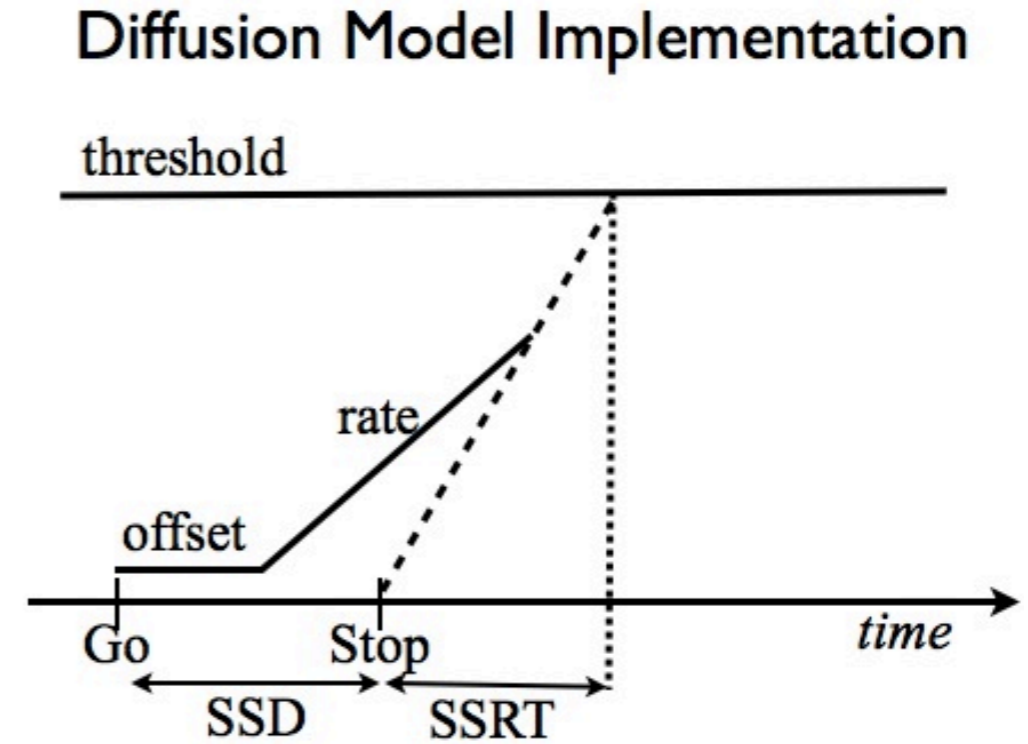 Diffusion Model Implementation
threshold
rate
offset
Go
Stop
time
SSD
SSRT